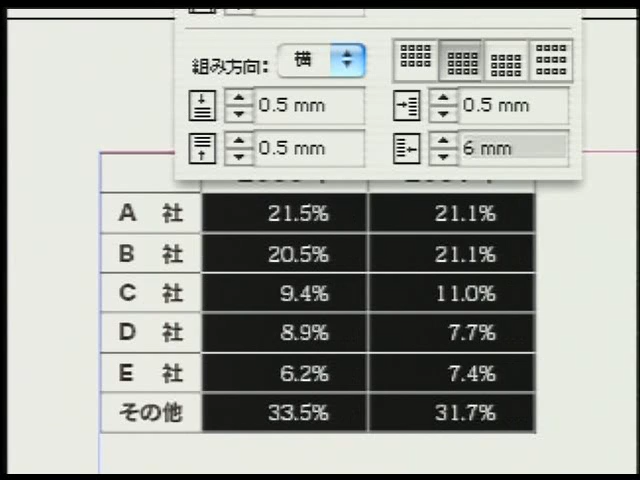 組み方向: 横
0.5 mm 0.5 mm
0.5 mm 6 mm
A 社 21.5% 21.1%
B 社 20.5% 21.1%
C 社 9.4% 11.0%
D 社 8.9% 7.7%
E 社 6.2% 7.4%
その他 33.5% 31.7%